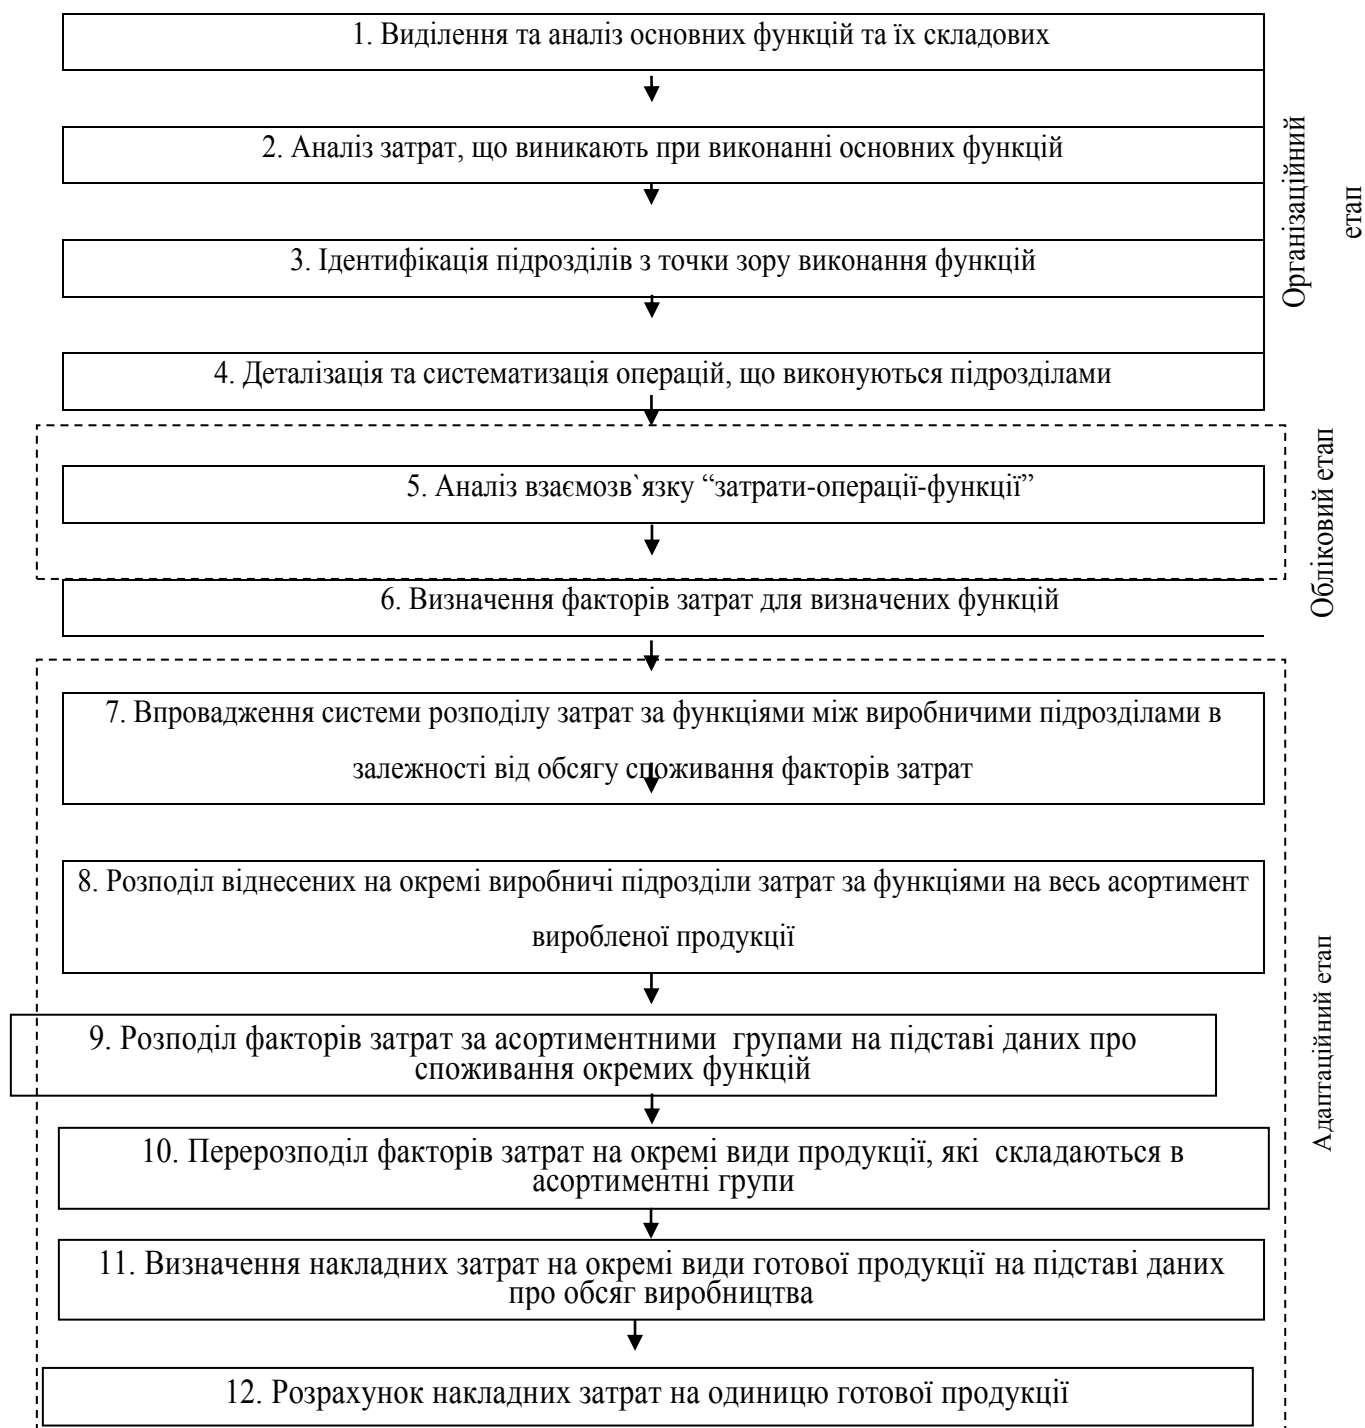 1. Виділення та аналіз основних функцій та їх складових
2. Аналіз затрат, що виникають при виконанні основних функцій
3. Ідентифікація підрозділів з точки зору виконання функцій
4. Деталізація та систематизація операцій, що виконуються підрозділами
Організаційний
етап
5. Аналіз взаємозв`язку “затрати-операції-функції”
6. Визначення факторів затрат для визначених функцій
Обліковий етап
7. Впровадження системи розподілу затрат за функціями між виробничими підрозділами в
залежності від обсягу споживання факторів затрат
8. Розподіл віднесених на окремі виробничі підрозділи затрат за функціями на весь асортимент
виробленої продукції
9. Розподіл факторів затрат за асортиментними групами на підставі даних про
споживання окремих функцій
10. Перерозподіл факторів затрат на окремі види продукції, які складаються в
асортиментні групи
11. Визначення накладних затрат на окремі види готової продукції на підставі даних
про обсяг виробництва
12. Розрахунок накладних затрат на одиницю готової продукції
Адаптаційний етап